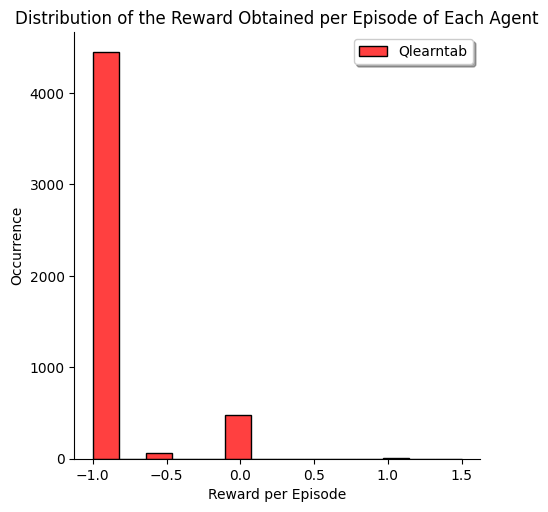 Distribution of the Reward Obtained per Episode of Each Agent
Qlearntab
4000
3000
2000
1000
0
Occurrence
−1.0 −0.5 0.0 0.5 1.0 1.5
Reward per Episode